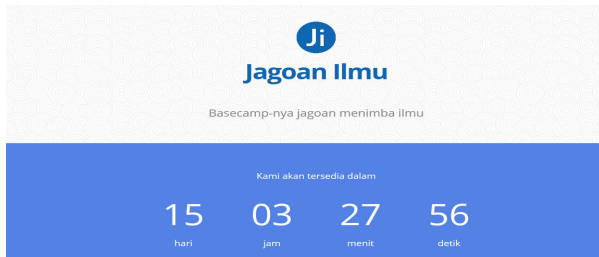 Ji
Jagoan Ilmu
Basecamp-nya jagoan menimba ilmu
Kami akan tersedia dalam
15 03 27 56
hari jam menit detik